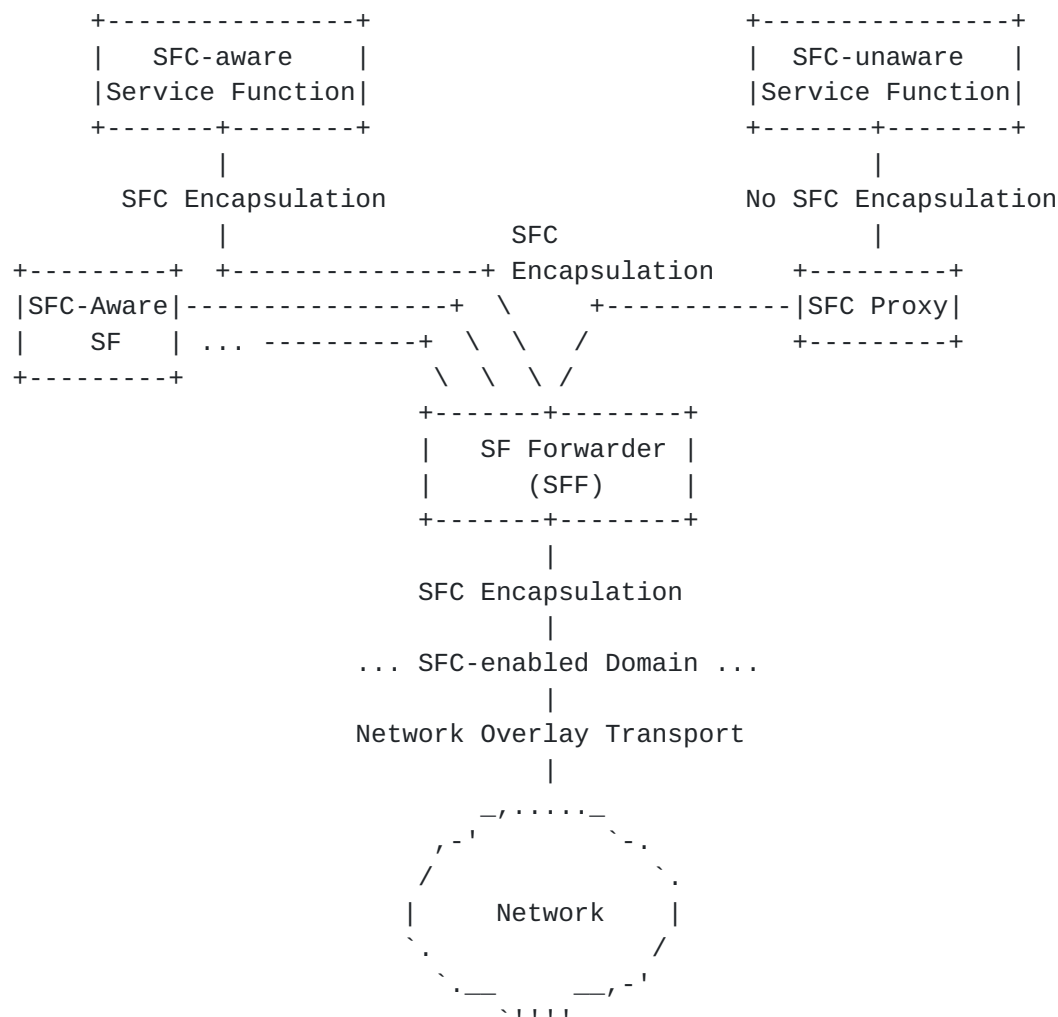 SFC-aware SFC-unaware
Service Function Service Function
SFC Encapsulation No SFC Encapsulation
SFC
Encapsulation
SFC-Aware SFC Proxy
SF ...
SF Forwarder
(SFF)
SFC Encapsulation
... SFC-enabled Domain ...
Network Overlay Transport
Network